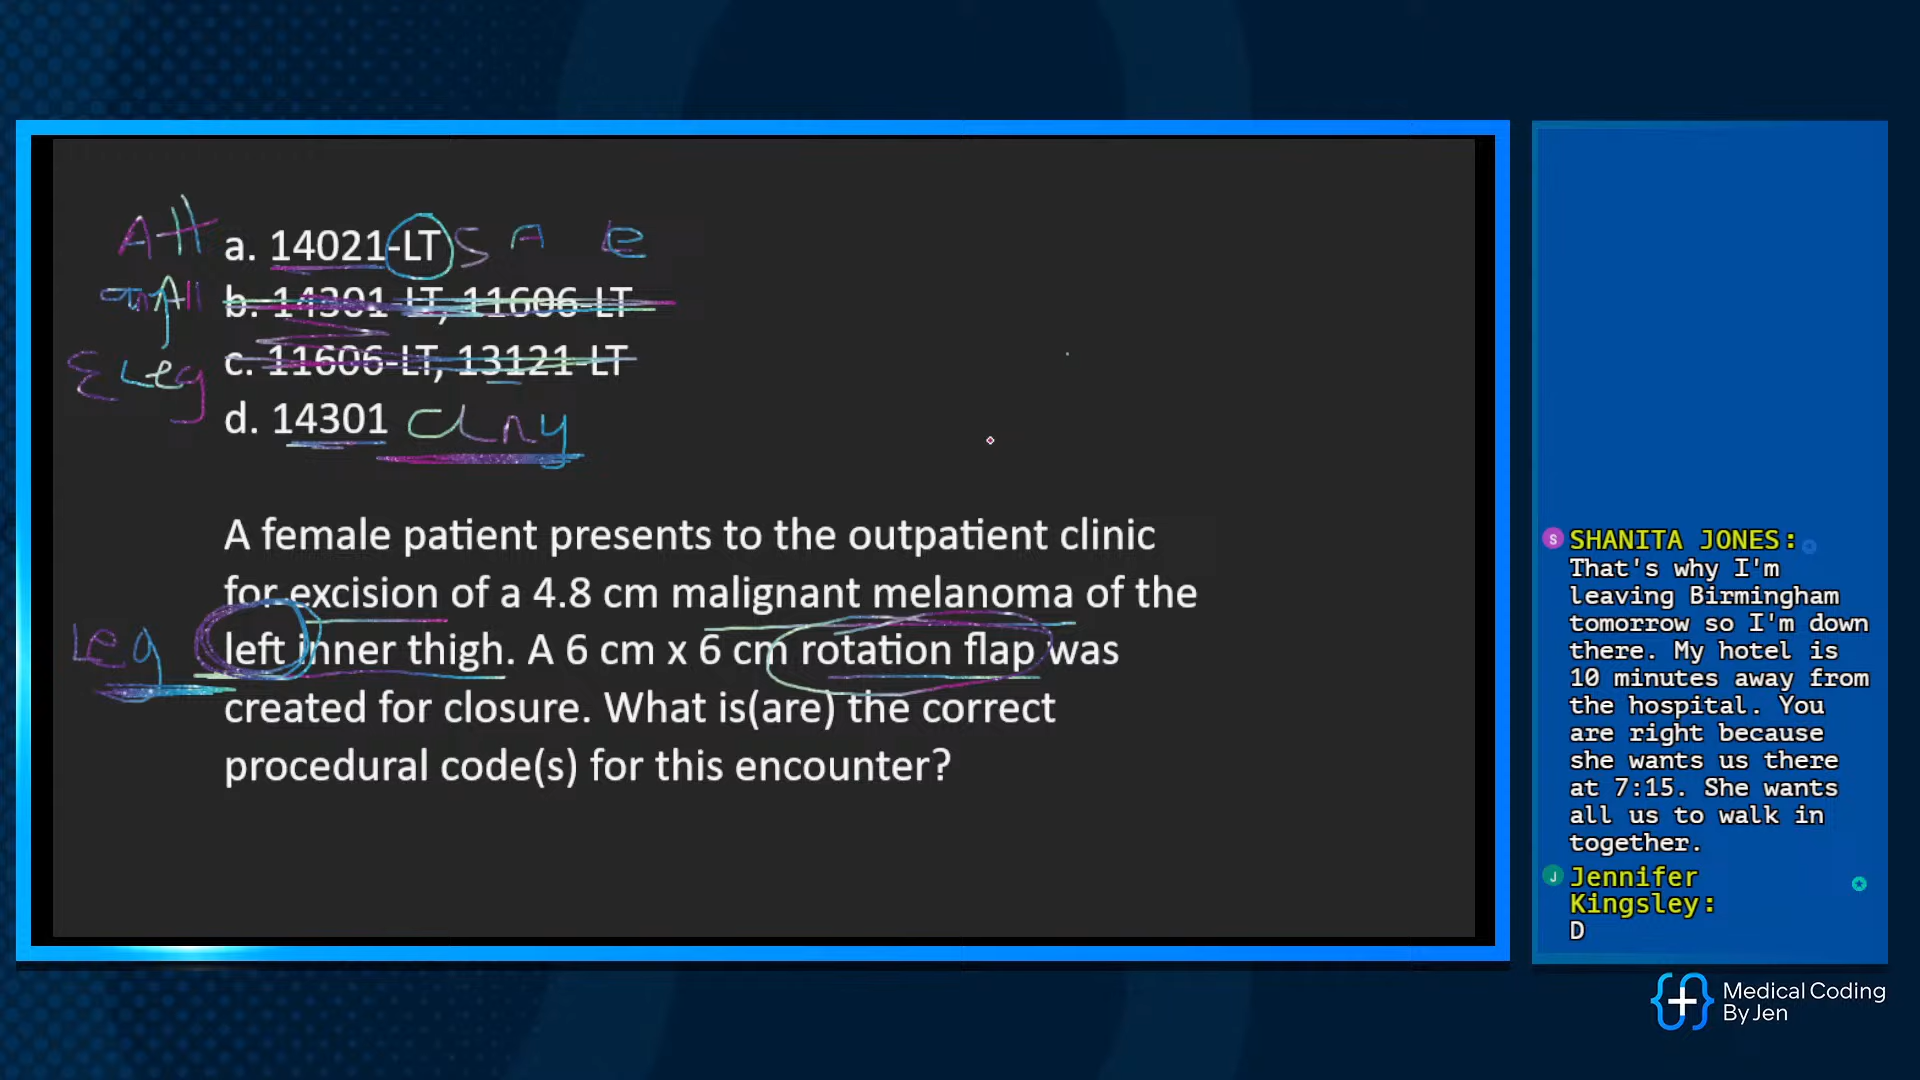 ATT
a. 14021-LT S A E
b. 14301-LT, 11606-LT
E Leg
c. 11606-LT, 13121-LT
d. 14301 Any
A female patient presents to the outpatient clinic
for excision of a 4.8 cm malignant melanoma of the
Leg
left inner thigh. A 6 cm x 6 cm rotation flap was
created for closure. What is(are) the correct
procedural code(s) for this encounter?
S
SHANITA JONES:
That's why I'm
leaving Birmingham
tomorrow so I'm down
there. My hotel is
10 minutes away from
the hospital. You
are right because
she wants us there
at 7:15. She wants
all us to walk in
together.
J
Jennifer
Kingsley:
D
Medical Coding
By Jen